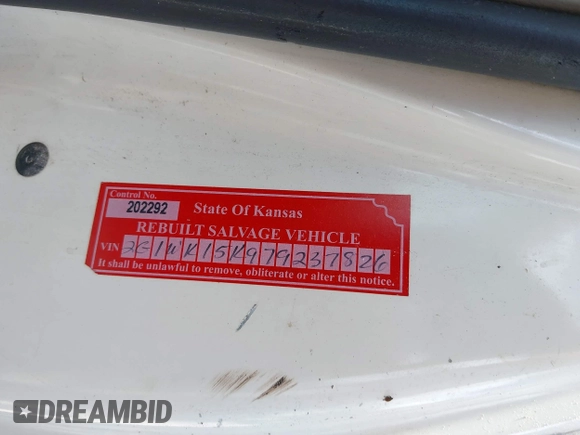 Control No.
202292
State Of Kansas
REBUILT SALVAGE VEHICLE
VIN 2G1WK15K979237826
It shall be unlawful to remove, obliterate or alter this notice.
DREAMBID